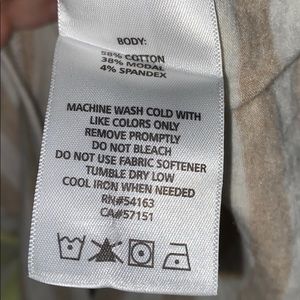 BODY:
58% COTTON
38% MODAL
4% SPANDEX
MACHINE WASH COLD WITH
LIKE COLORS ONLY
REMOVE PROMPTLY
DO NOT BLEACH
DO NOT USE FABRIC SOFTENER
TUMBLE DRY LOW
COOL IRON WHEN NEEDED
RN#54163
CA#57151